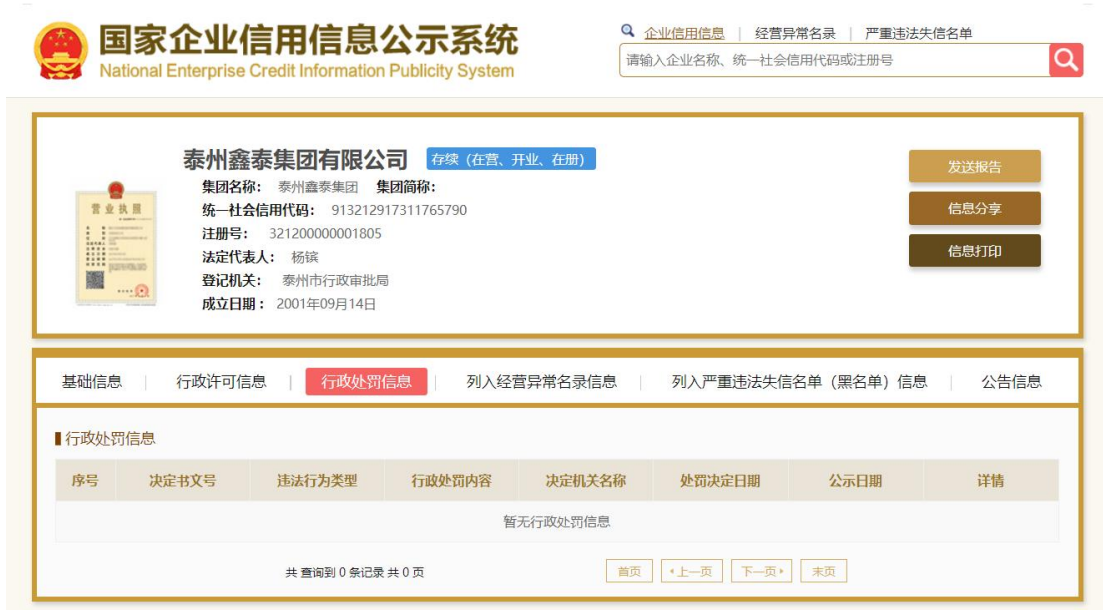 国家企业信用信息公示系统
National Enterprise Credit Information Publicity System
企业信用信息 | 经营异常名录 | 严重违法失信名单
请输入企业名称、统一社会信用代码或注册号
泰州鑫泰集团有限公司 存续（在营、开业、在册）
集团名称： 泰州鑫泰集团 集团简称：
统一社会信用代码： 913212917311765790
注册号： 321200000001805
法定代表人： 杨槟
登记机关： 泰州市行政审批局
成立日期： 2001年09月14日
营业执照
发送报告
信息分享
信息打印
基础信息 | 行政许可信息 | 行政处罚信息 | 列入经营异常名录信息 | 列入严重违法失信名单（黑名单）信息 | 公告信息
行政处罚信息
序号 决定书文号 违法行为类型 行政处罚内容 决定机关名称 处罚决定日期 公示日期 详情
暂无行政处罚信息
共 查询到 0 条记录 共 0 页 首页 上一页 下一页 末页